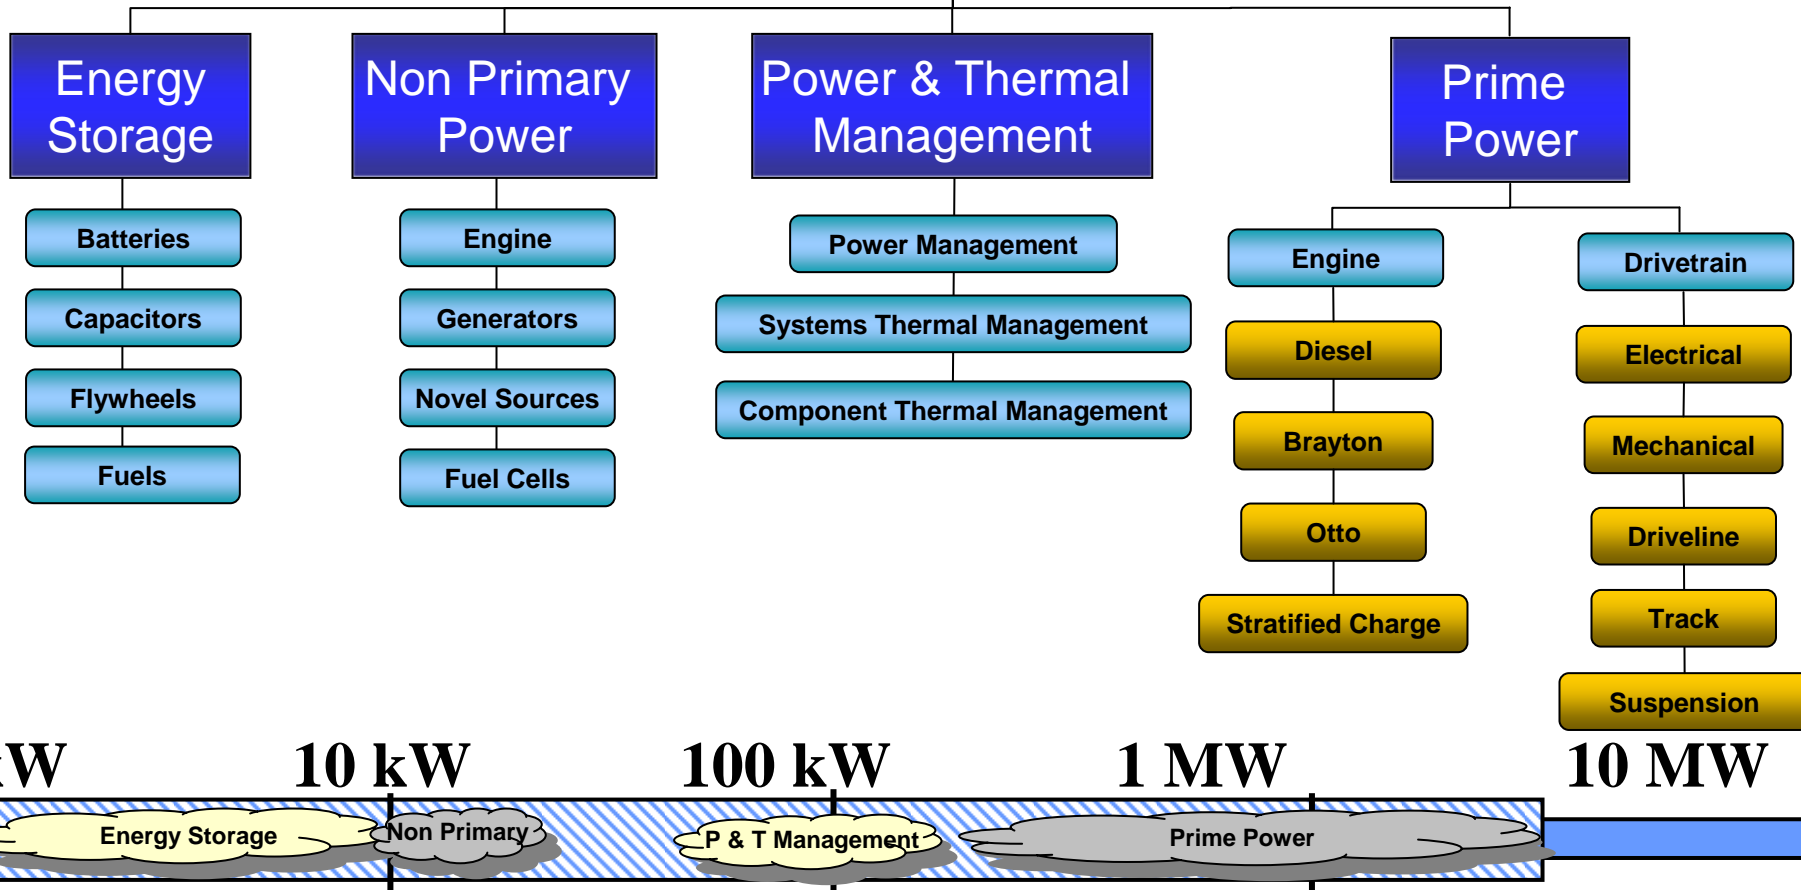 Energy
Storage
Non Primary
Power
Power & Thermal
Management
Prime
Power
Batteries
Capacitors
Flywheels
Fuels
Engine
Generators
Novel Sources
Fuel Cells
Power Management
Systems Thermal Management
Component Thermal Management
Engine
Diesel
Brayton
Otto
Stratified Charge
Drivetrain
Electrical
Mechanical
Driveline
Track
Suspension
kW
10 kW
100 kW
1 MW
10 MW
Energy Storage
Non Primary
P & T Management
Prime Power